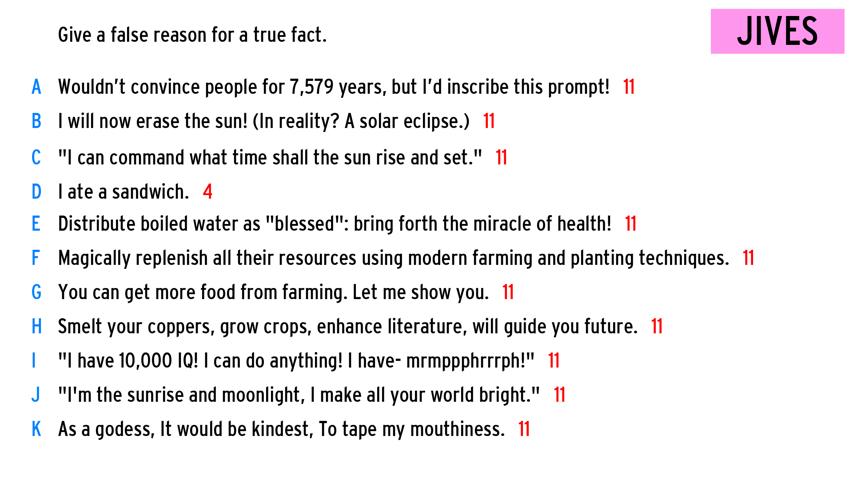 Give a false reason for a true fact.
JIVES
A Wouldn't convince people for 7,579 years, but I'd inscribe this prompt! 11
B I will now erase the sun! (In reality? A solar eclipse.) 11
C "I can command what time shall the sun rise and set." 11
D I ate a sandwich. 4
E Distribute boiled water as "blessed": bring forth the miracle of health! 11
F Magically replenish all their resources using modern farming and planting techniques. 11
G You can get more food from farming. Let me show you. 11
H Smelt your coppers, grow crops, enhance literature, will guide you future. 11
I "I have 10,000 IQ! I can do anything! I have- mrmppphrrrph!" 11
J "I'm the sunrise and moonlight, I make all your world bright." 11
K As a godess, It would be kindest, To tape my mouthiness. 11